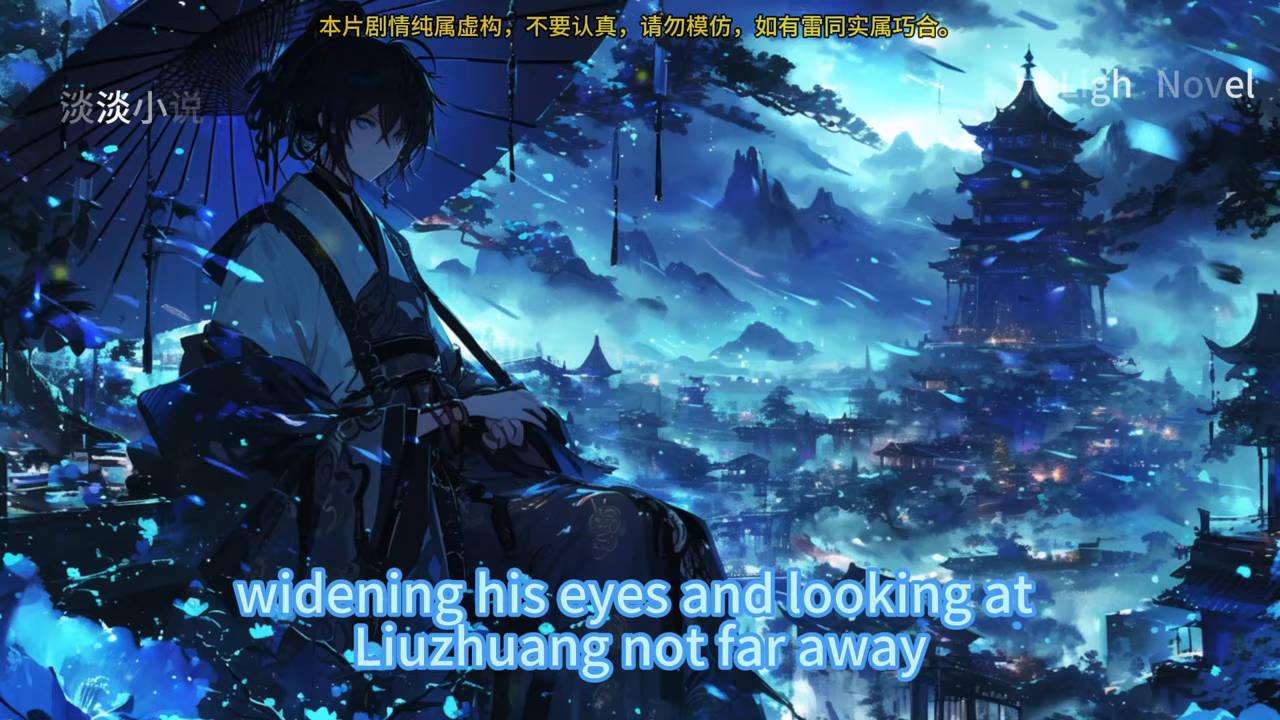 本片剧情纯属虚构，不要认真，请勿模仿，如有雷同实属巧合。
淡淡小说
Ligh Novel
widening his eyes and looking at
Liuzhuang not far away